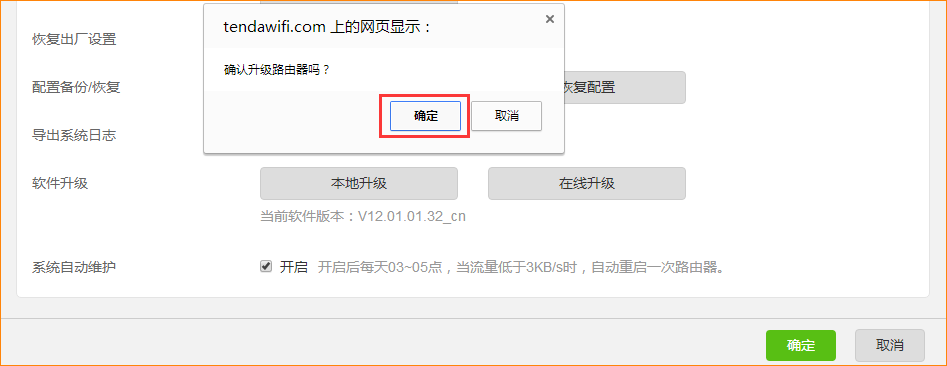 tendawifi.com 上的网页显示：
确认升级路由器吗？
确定 取消
恢复出厂设置
配置备份/恢复 恢复配置
导出系统日志
软件升级 本地升级 在线升级
当前软件版本：V12.01.01.32_cn
系统自动维护 开启 开启后每天03~05点，当流量低于3KB/s时，自动重启一次路由器。
确定 取消